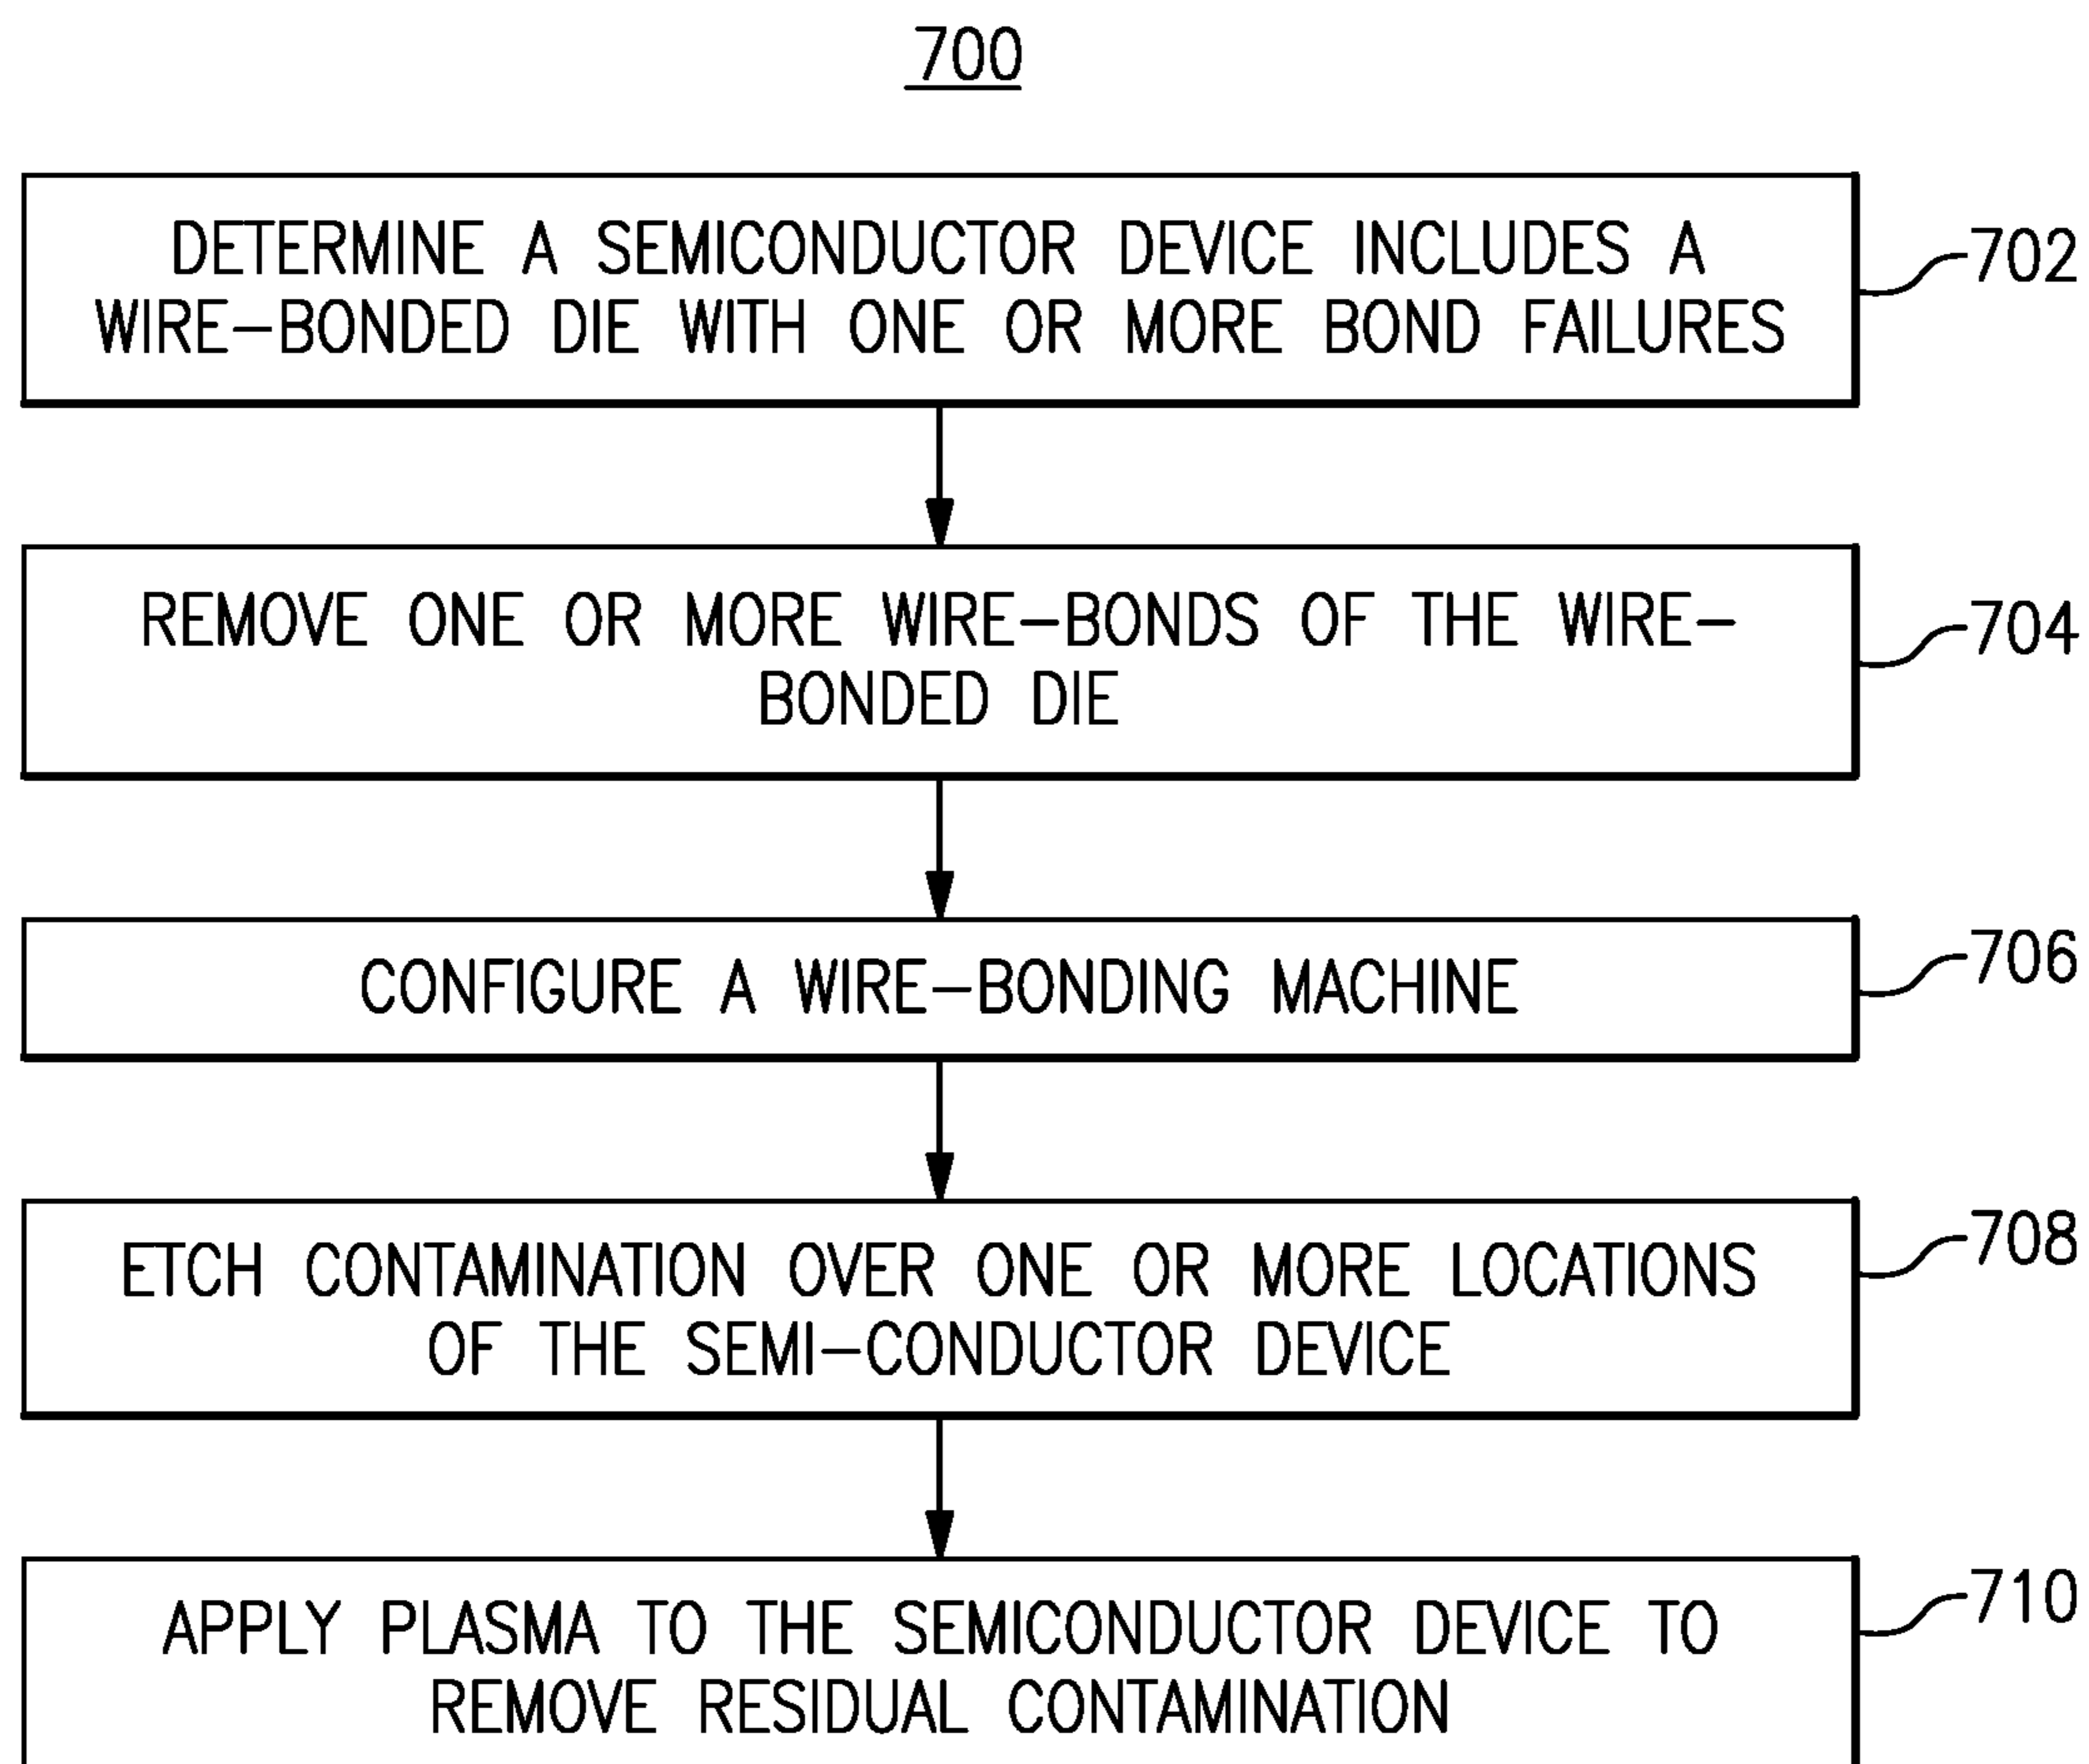 700
DETERMINE A SEMICONDUCTOR DEVICE INCLUDES A
WIRE-BONDED DIE WITH ONE OR MORE BOND FAILURES
702
REMOVE ONE OR MORE WIRE-BONDS OF THE WIRE-
BONDED DIE
704
CONFIGURE A WIRE-BONDING MACHINE
706
ETCH CONTAMINATION OVER ONE OR MORE LOCATIONS
OF THE SEMI-CONDUCTOR DEVICE
708
APPLY PLASMA TO THE SEMICONDUCTOR DEVICE TO
REMOVE RESIDUAL CONTAMINATION
710